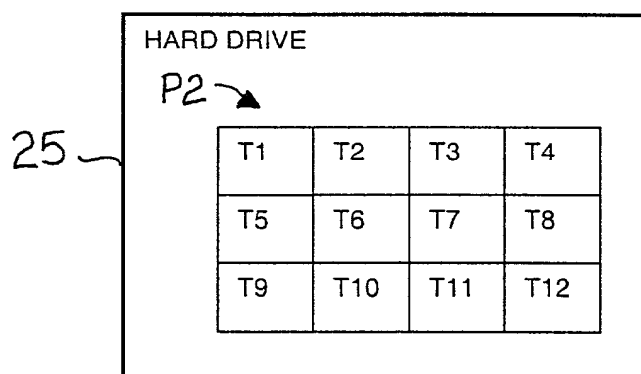 HARD DRIVE
P2
25
T1 T2 T3 T4
T5 T6 T7 T8
T9 T10 T11 T12